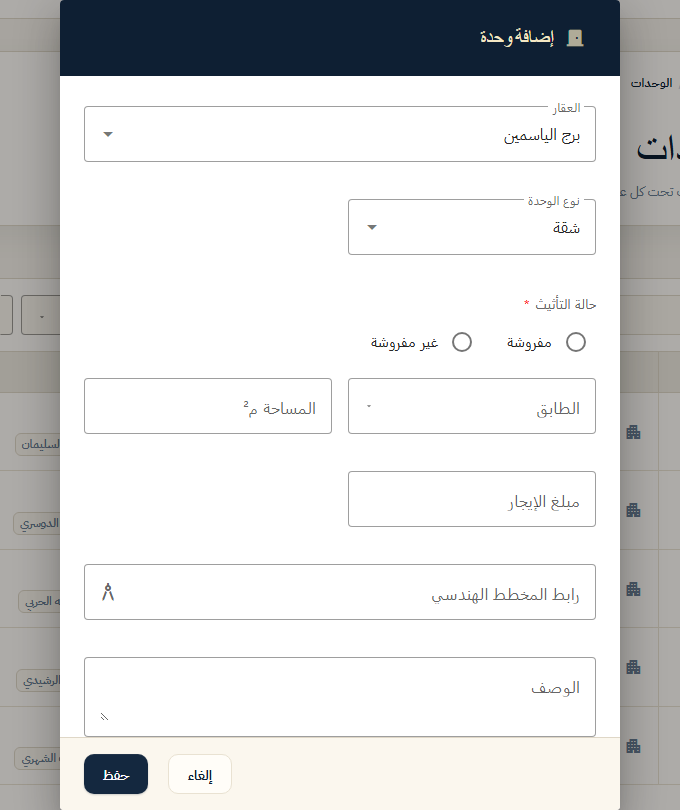 إضافة وحدة
الوحدات
العقار
برج الياسمين
نوع الوحدة
شقة
حالة التأثيث *
مفروشة
غير مفروشة
الطابق
المساحة م²
مبلغ الإيجار
رابط المخطط الهندسي
الوصف
إلغاء
حفظ
تحت كل
السليمان
الدوسري
الحربي
الرشيدي
الشهري